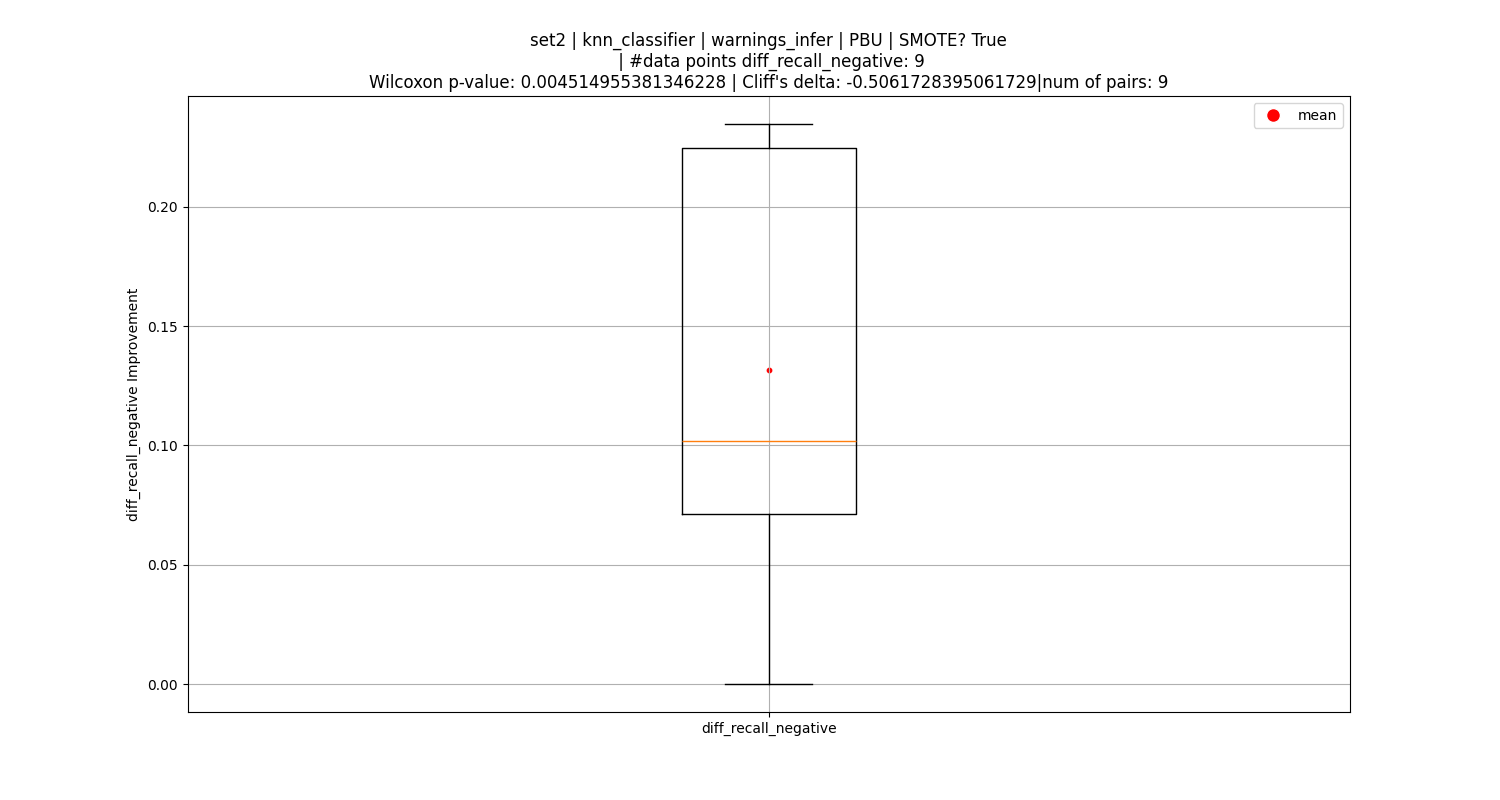 set2 | knn_classifier | warnings_infer | PBU | SMOTE? True
| #data points diff_recall_negative: 9
Wilcoxon p-value: 0.004514955381346228 | Cliff's delta: -0.5061728395061729|num of pairs: 9
mean
0.20
0.15
0.10
0.05
0.00
diff_recall_negative Improvement
diff_recall_negative